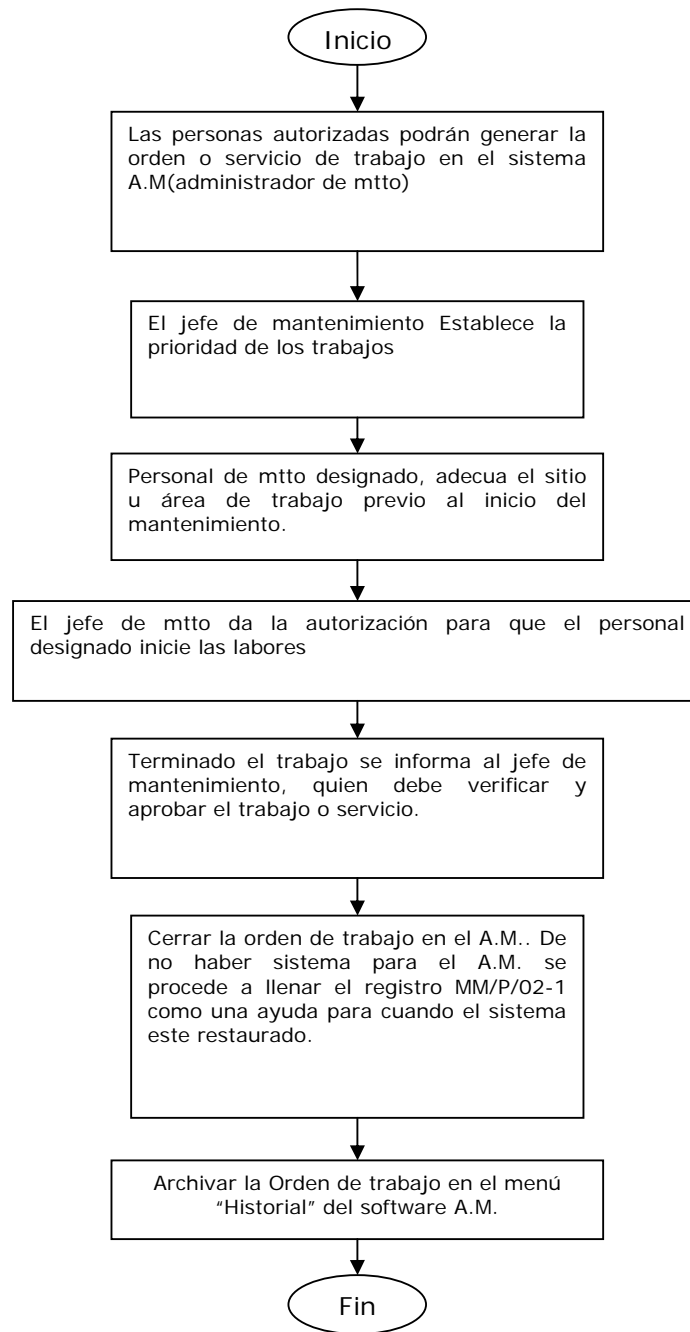 Inicio
Las personas autorizadas podrán generar la
orden o servicio de trabajo en el sistema
A.M(administrador de mtto)
El jefe de mantenimiento Establece la
prioridad de los trabajos
Personal de mtto designado, adecua el sitio
u área de trabajo previo al inicio del
mantenimiento.
El jefe de mtto da la autorización para que el personal
designado inicie las labores
Terminado el trabajo se informa al jefe de
mantenimiento, quien debe verificar y
aprobar el trabajo o servicio.
Cerrar la orden de trabajo en el A.M.. De
no haber sistema para el A.M. se
procede a llenar el registro MM/P/02-1
como una ayuda para cuando el sistema
este restaurado.
Archivar la Orden de trabajo en el menú
“Historial” del software A.M.
Fin